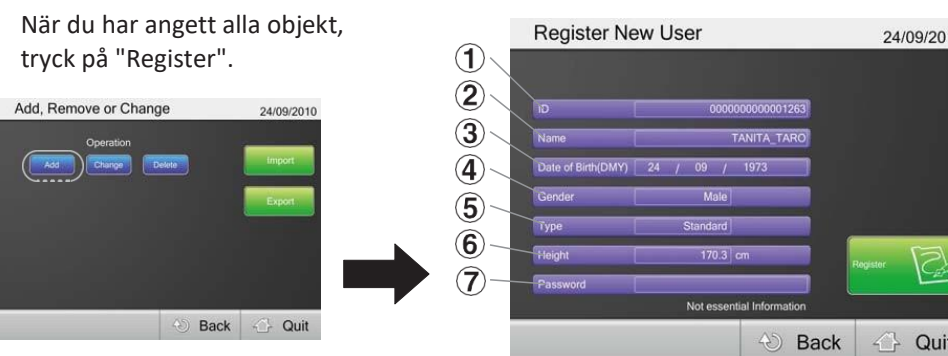 När du har angett alla objekt,
tryck på "Register".
Add, Remove or Change 24/09/2010
Operation
Add Change Delete Import
Export
Back Quit
Register New User 24/09/20
① ID 0000000000001263
② Name TANITA_TARO
③ Date of Birth(DMY) 24 / 09 / 1973
④ Gender Male
⑤ Type Standard
⑥ Height 170.3 cm
⑦ Password
Register
Not essential Information
Back Qui